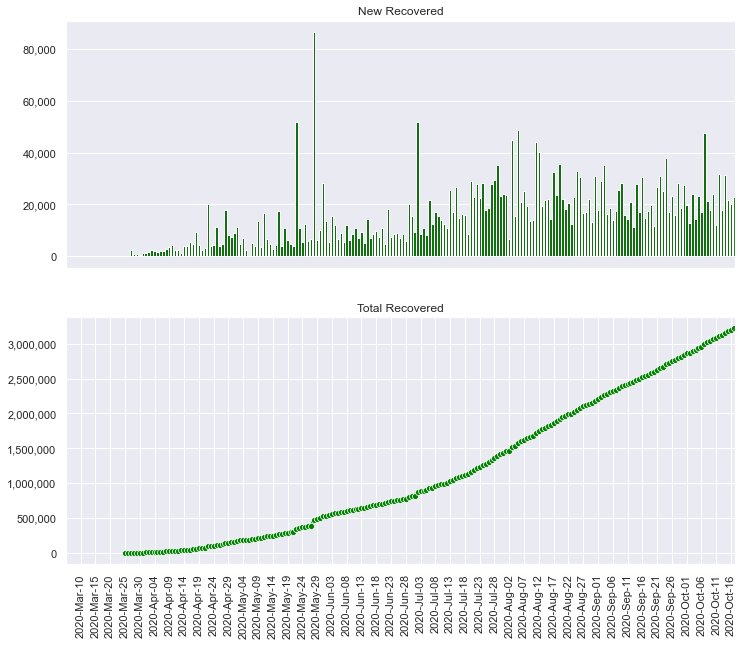 New Recovered
80,000
60,000
40,000
20,000
0
Total Recovered
3,000,000
2,500,000
2,000,000
1,500,000
1,000,000
500,000
0
2020-Mar-10
2020-Mar-15
2020-Mar-20
2020-Mar-25
2020-Mar-30
2020-Apr-04
2020-Apr-09
2020-Apr-14
2020-Apr-19
2020-Apr-24
2020-Apr-29
2020-May-04
2020-May-09
2020-May-14
2020-May-19
2020-May-24
2020-May-29
2020-Jun-03
2020-Jun-08
2020-Jun-13
2020-Jun-18
2020-Jun-23
2020-Jun-28
2020-Jul-03
2020-Jul-08
2020-Jul-13
2020-Jul-18
2020-Jul-23
2020-Jul-28
2020-Aug-02
2020-Aug-07
2020-Aug-12
2020-Aug-17
2020-Aug-22
2020-Aug-27
2020-Sep-01
2020-Sep-06
2020-Sep-11
2020-Sep-16
2020-Sep-21
2020-Sep-26
2020-Oct-01
2020-Oct-06
2020-Oct-11
2020-Oct-16